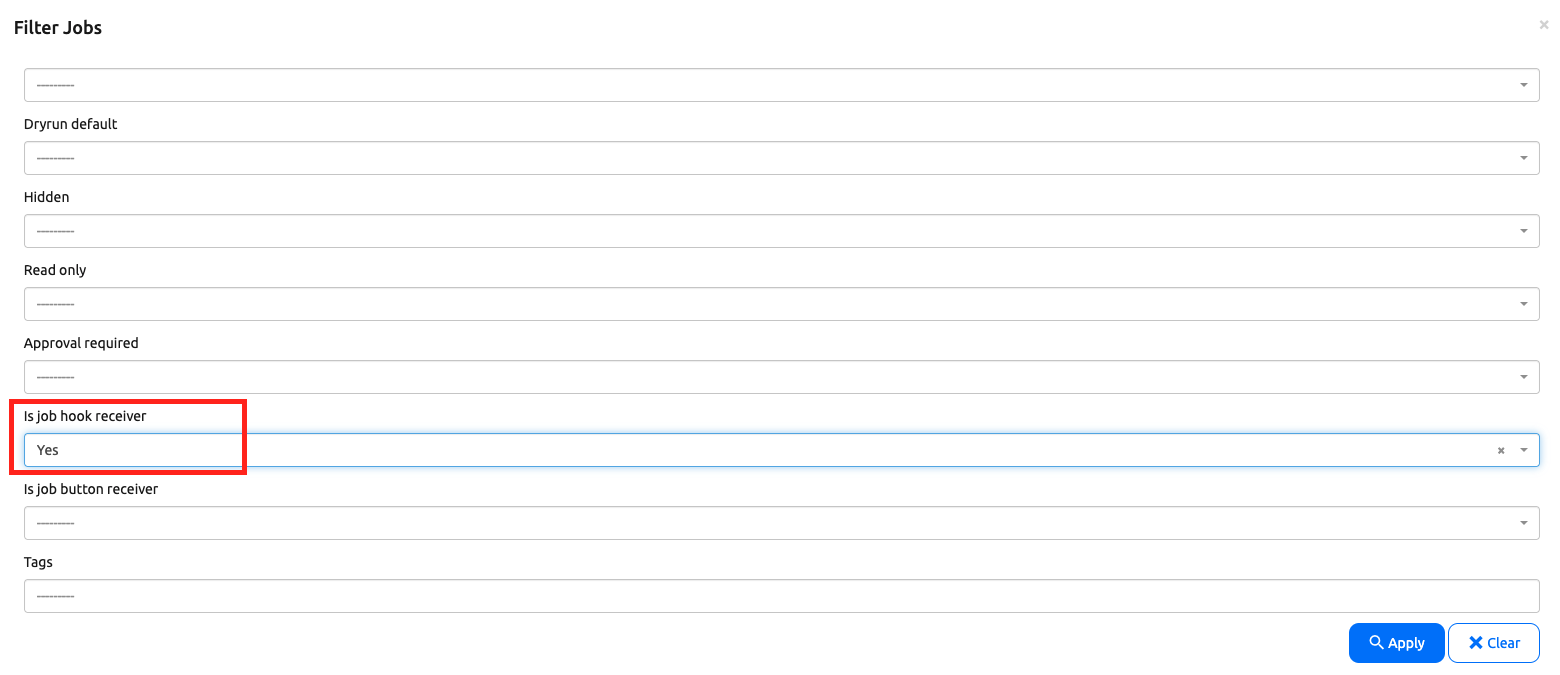 Filter Jobs
×
---------
Dryrun default
---------
Hidden
---------
Read only
---------
Approval required
---------
Is job hook receiver
Yes
×
Is job button receiver
---------
Tags
---------
Apply
Clear